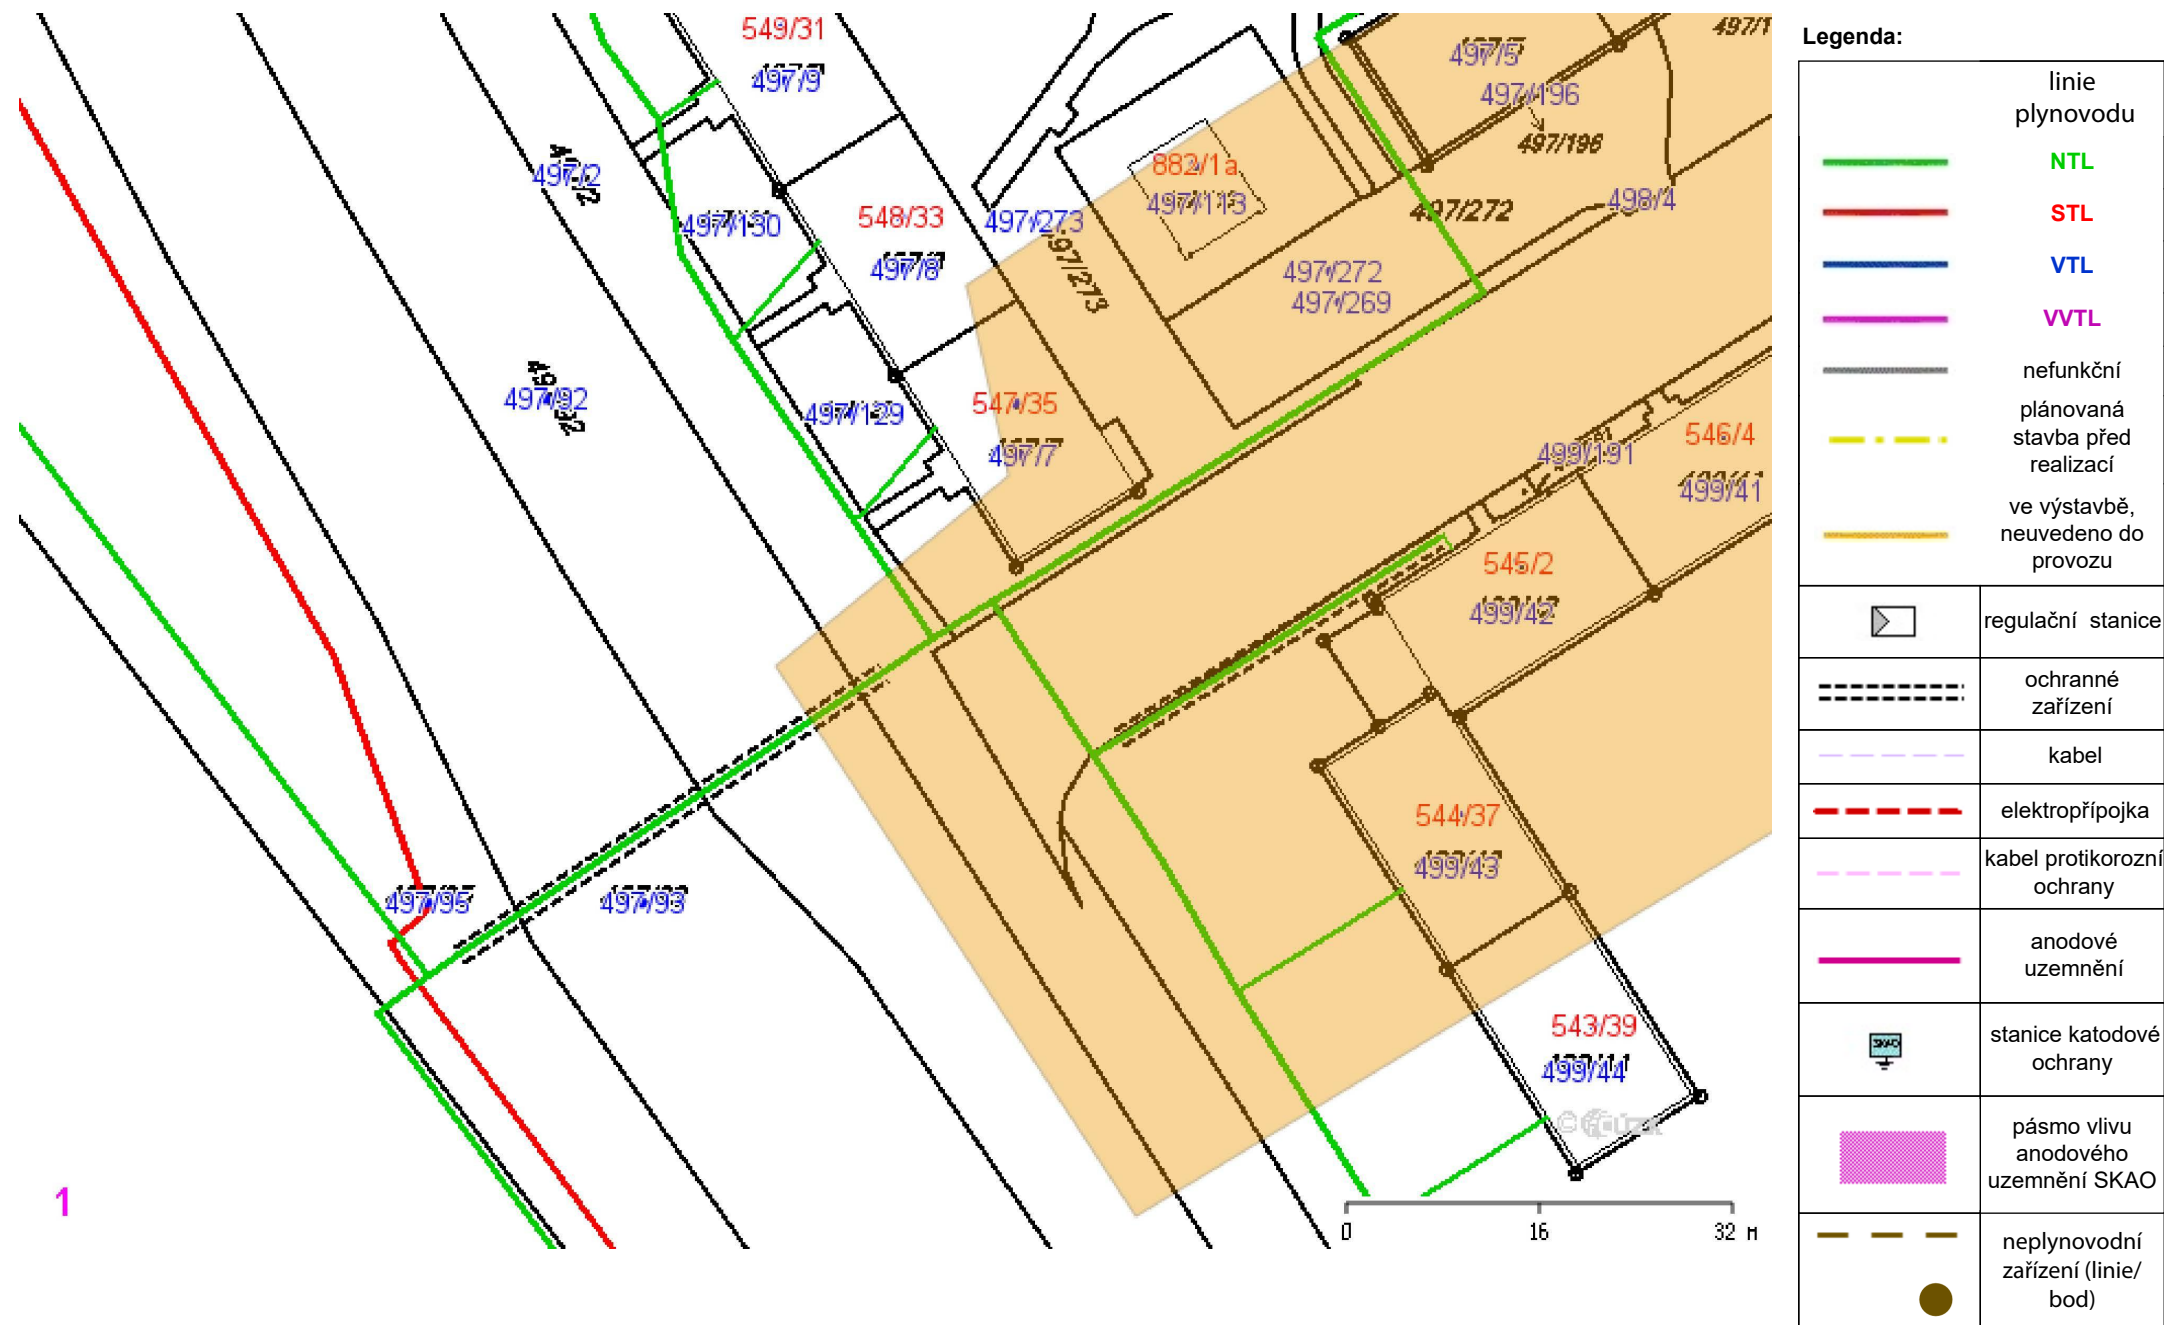 549/31
497/9
497/1
497/5
497/196
497/196
497/2
497/130
548/33
497/8
497/273
497/273
882/1a
497/113
497/272
498/4
497/272
497/269
497/92
497/129
547/35
497/7
499/191
546/4
499/41
545/2
499/42
544/37
499/43
497/95
497/93
543/39
499/44
1
0 16 32 м
Legenda:
linie
plynovodu
NTL
STL
VTL
VVTL
nefunkční
plánovaná
stavba před
realizací
ve výstavbě,
neuvedeno do
provozu
regulační stanice
ochranné
zařízení
kabel
elektropřípojka
kabel protikorozní
ochrany
anodové
uzemnění
SKAO
stanice katodové
ochrany
pásmo vlivu
anodového
uzemnění SKAO
neplynovodní
zařízení (linie/
bod)